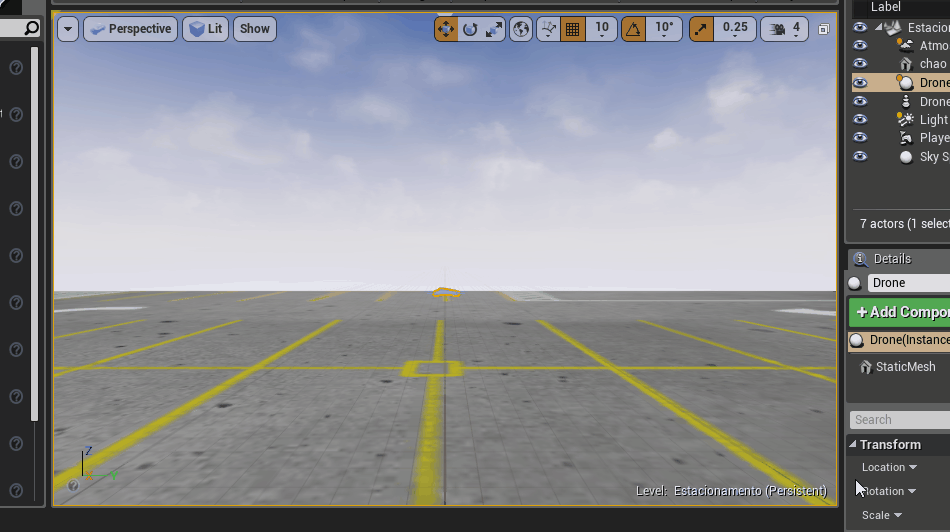 Label
Perspective
Lit
Show
10
10°
0.25
4
Estacion
Atmo
chao
Drone
Drone
Light
Playe
Sky S
7 actors (1 select
Details
Drone
+ Add Compo
Drone(Instance
StaticMesh
Search
Transform
Location
Rotation
Scale
Z
Level: Estacionamento (Persistent)